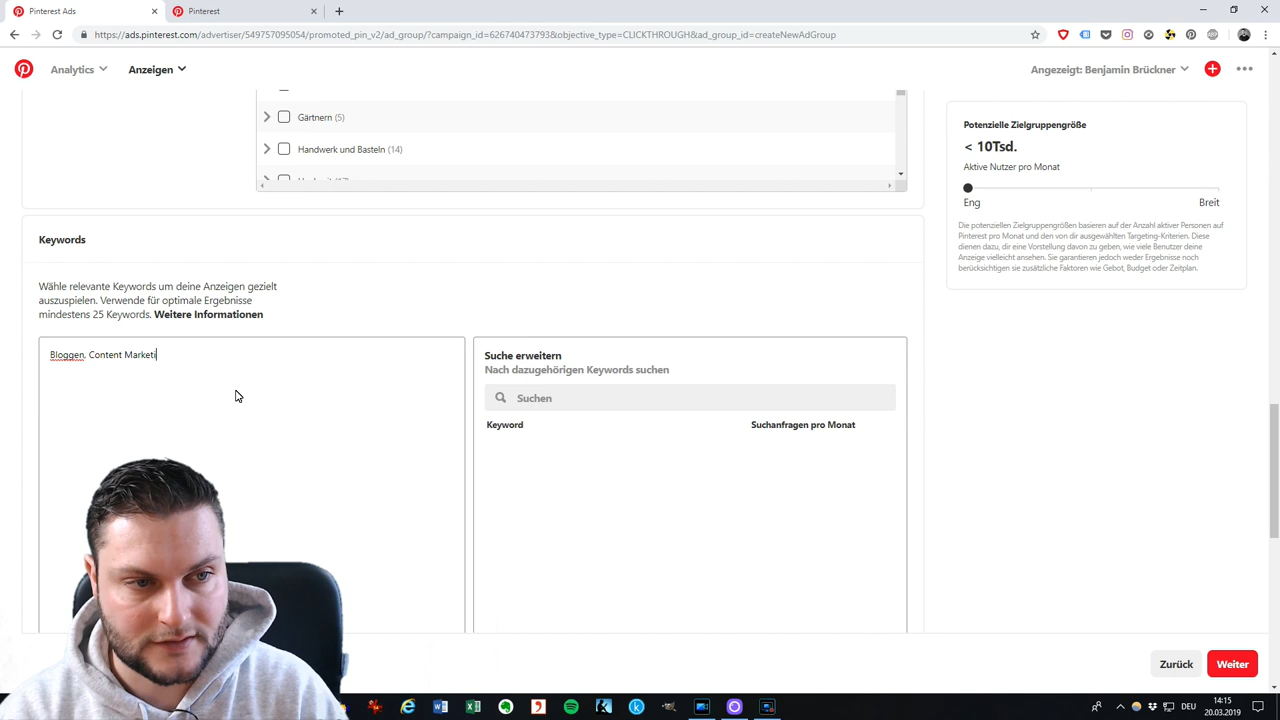 Pinterest Ads
Pinterest
https://ads.pinterest.com/advertiser/549757095054/promoted_pin_v2/ad_group/?campaign_id=626740473793&objective_type=CLICKTHROUGH&ad_group_id=createNewAdGroup
Analytics
Anzeigen
Angezeigt: Benjamin Brückner
Gärtnern (5)
Handwerk und Basteln (14)
Potenzielle Zielgruppengröße
< 10Tsd.
Aktive Nutzer pro Monat
Eng
Breit
Die potenziellen Zielgruppengrößen basieren auf der Anzahl aktiver Personen auf
Pinterest pro Monat und den von dir ausgewählten Targeting-Kriterien. Diese
dienen dazu, dir eine Vorstellung davon zu geben, wie viele Benutzer deine
Anzeige vielleicht ansehen. Sie garantieren jedoch weder Ergebnisse noch
berücksichtigen sie zusätzliche Faktoren wie Gebot, Budget oder Zeitplan.
Keywords
Wähle relevante Keywords um deine Anzeigen gezielt
auszuspielen. Verwende für optimale Ergebnisse
mindestens 25 Keywords. Weitere Informationen
Bloggen, Content Marketi
Suche erweitern
Nach dazugehörigen Keywords suchen
Suchen
Keyword
Suchanfragen pro Monat
Zurück
Weiter
DEU
14:15
20.03.2019